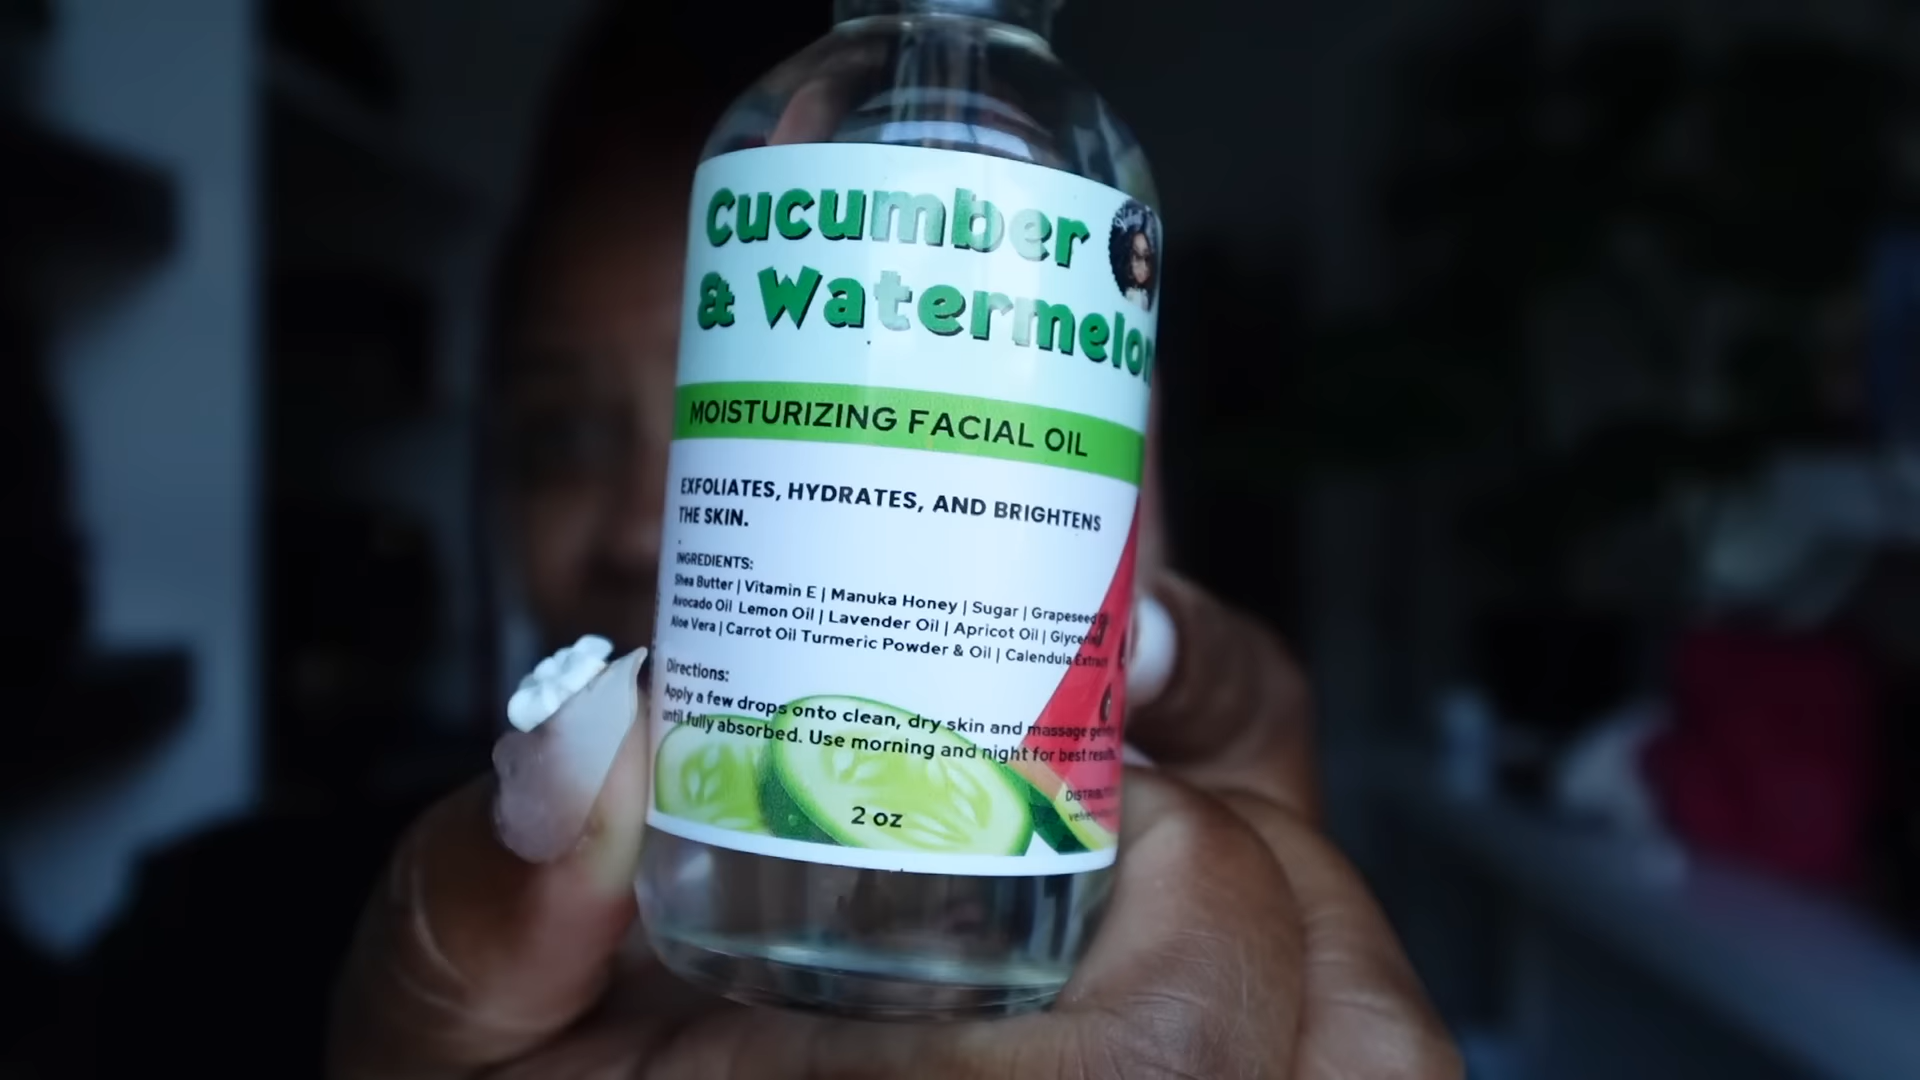 Cucumber
& Watermelon
MOISTURIZING FACIAL OIL
EXFOLIATES, HYDRATES, AND BRIGHTENS
THE SKIN.
INGREDIENTS:
Shea Butter | Vitamin E | Manuka Honey | Sugar | Grapeseed
Avocado Oil Lemon Oil | Lavender Oil | Apricot Oil |
Aloe Vera | Carrot Oil Turmeric Powder & Oil | Calendula Extract
Directions:
Apply a few drops onto clean, dry skin and massage
until fully absorbed. Use morning and night for best results.
2 oz